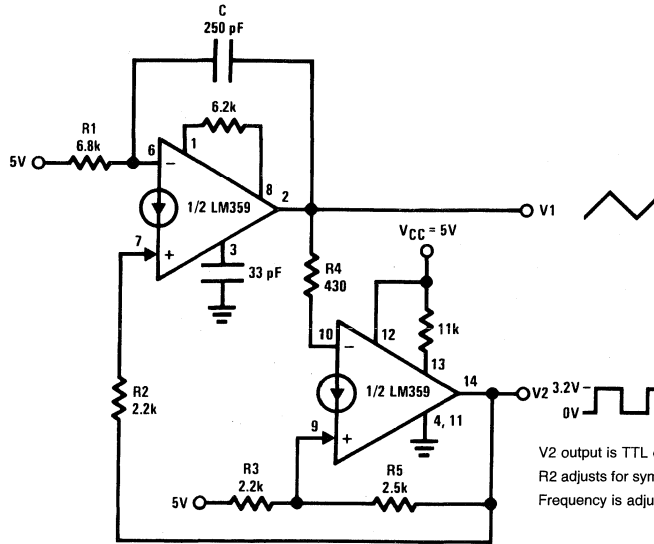 C
250 pF
R1
6.8k
5V
6.2k
6
1
8
2
1/2 LM359
7
3
33 pF
V1
VCC = 5V
R4
430
11k
10
12
13
14
1/2 LM359
9
4, 11
V2
3.2V
0V
R2
2.2k
R3
2.2k
R5
2.5k
5V
V2 output is TTL
R2 adjusts for sym
Frequency is adju